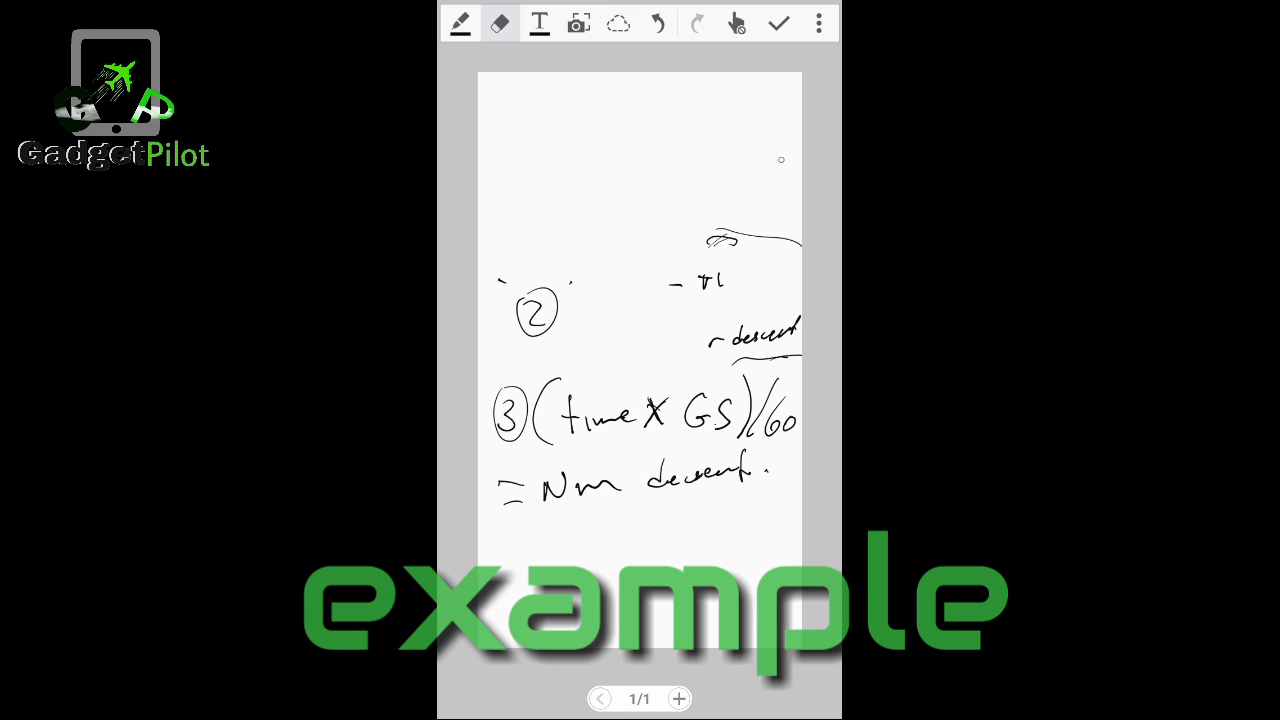 GadgetPilot
T
2
descent
3 (time X GS)/60
= Nm descent.
example
1/1